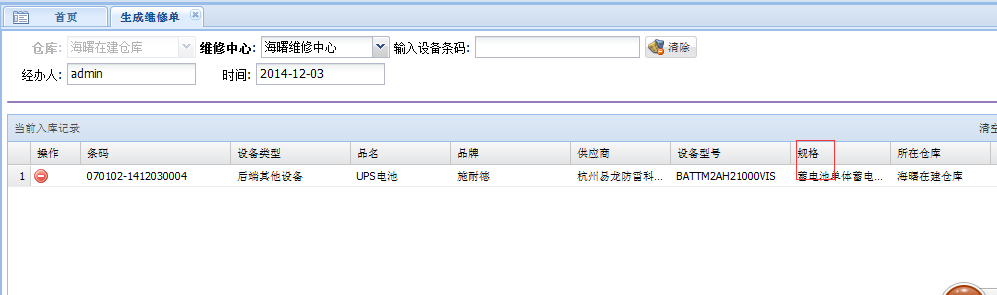 首页 生成维修单
仓库: 海曙在建仓库 维修中心: 海曙维修中心 输入设备条码: 清除
经办人: admin 时间: 2014-12-03
当前入库记录 清空
操作 条码 设备类型 品名 品牌 供应商 设备型号 规格 所在仓库
1 070102-1412030004 后端其他设备 UPS电池 施耐德 杭州易龙防雷科... BATTM2AH21000VIS 蓄电池单体蓄电... 海曙在建仓库